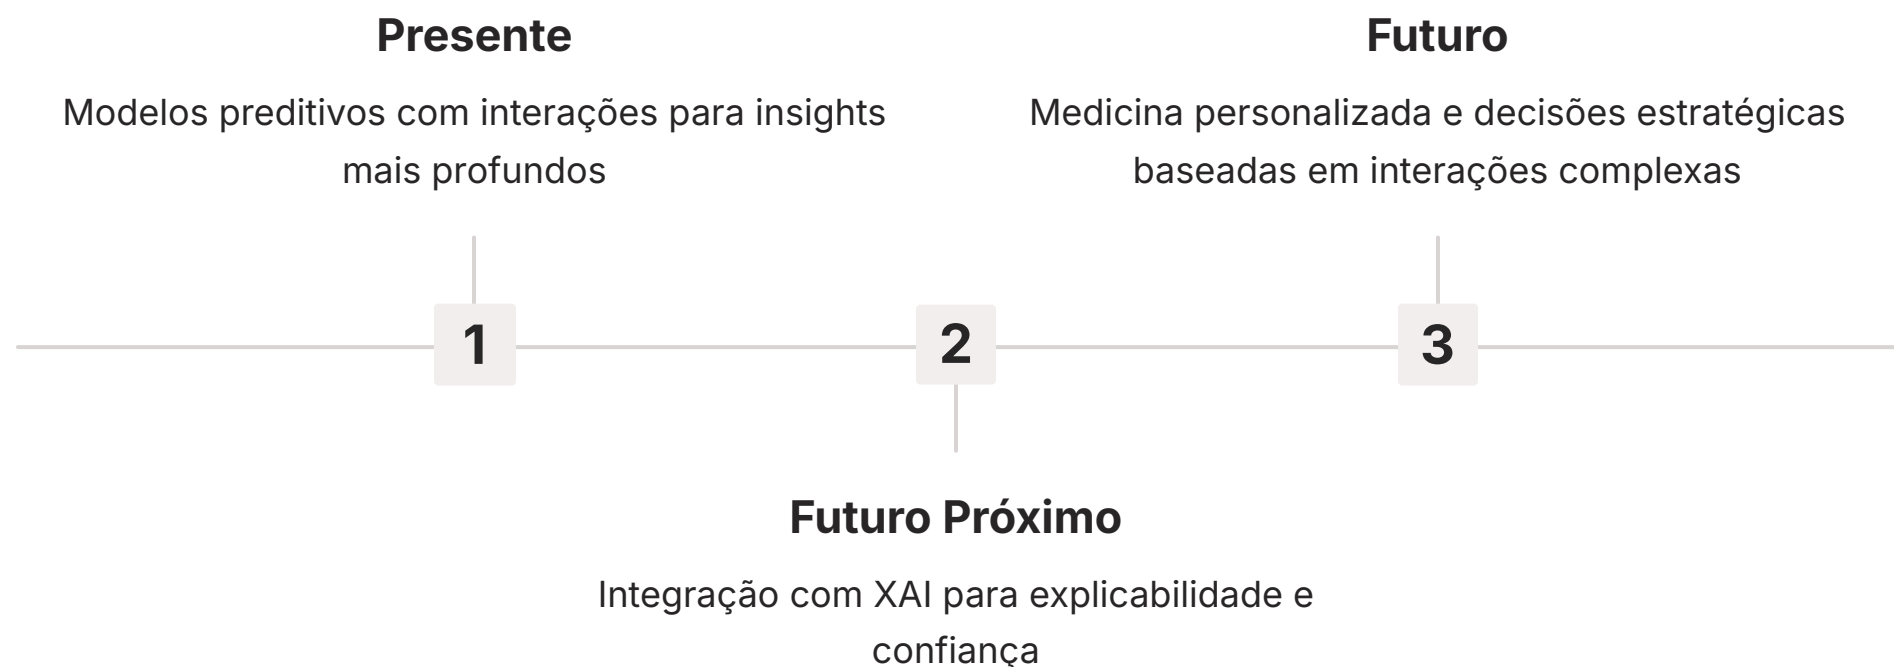 Presente
Modelos preditivos com interações para insights
mais profundos
Futuro
Medicina personalizada e decisões estratégicas
baseadas em interações complexas
1
2
3
Futuro Próximo
Integração com XAI para explicabilidade e
confiança